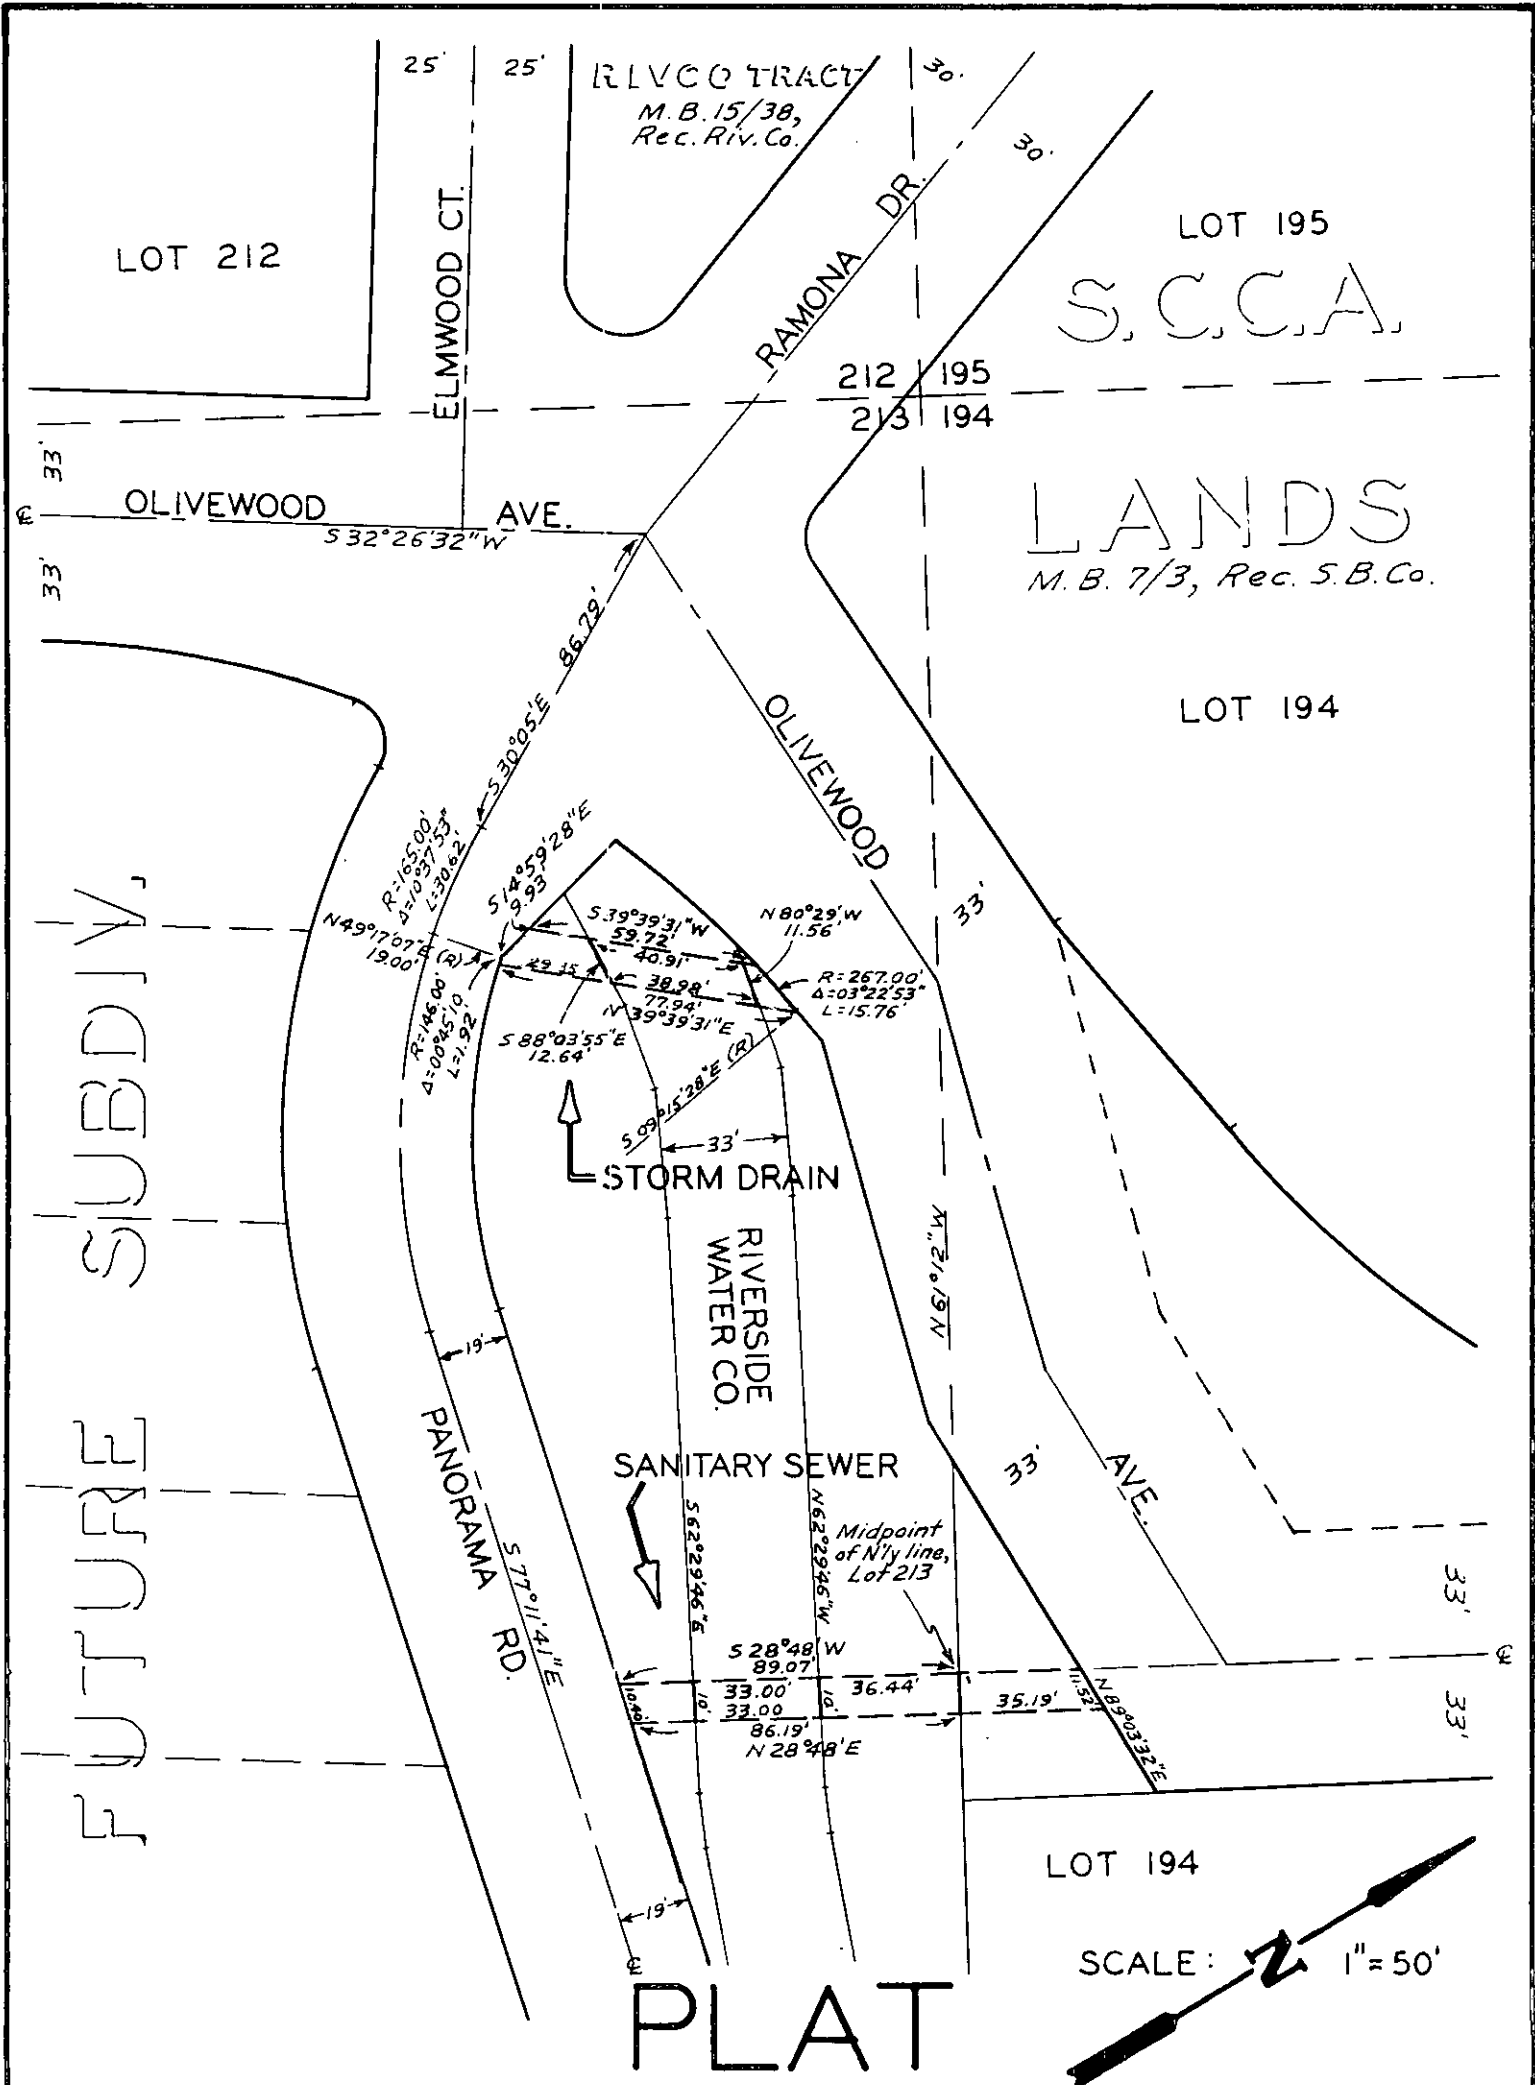 25'
25'
RIVCO TRACT
M.B. 15/38,
Rec. Riv. Co.
30'
30'
LOT 212
ELMWOOD CT.
RAMONA DR.
LOT 195
S.C.C.A.
212 195
213 194
33'
OLIVEWOOD AVE.
S 32°26'32" W
33'
LANDS
M.B. 7/3, Rec. S.B. Co.
LOT 194
86.79'
S 30°05' E
OLIVEWOOD
33'
R=165.00'
Δ=10°37'53"
L=30.62'
S 14°59'28" E
9.93'
N 49°17'07" E (R)
19.00'
S 39°39'31" W
59.72'
40.91'
N 80°29' W
11.56'
29.35
38.98'
77.94'
N 39°39'31" E
R=267.00'
Δ=03°22'53"
L=15.76'
R=146.00'
Δ=00°45'10
L=1.92'
S 88°03'55" E
12.64'
S 09°15'28" E (R)
33'
STORM DRAIN
FUTURE SUBDIV.
RIVERSIDE
WATER CO.
19'
PANORAMA RD.
S 77°11'41" E
SANITARY SEWER
S 62°29'46" E
N 62°29'46" W
Midpoint
of N'ly line,
Lot 213
33'
AVE.
33'
33'
S 28°48' W
89.07'
33.00'
36.44'
10.40'
10'
10'
33.00
86.19'
N 28°48' E
35.19'
11.52'
N 89°03'32" E
LOT 194
19'
SCALE: N 1"=50'
PLAT